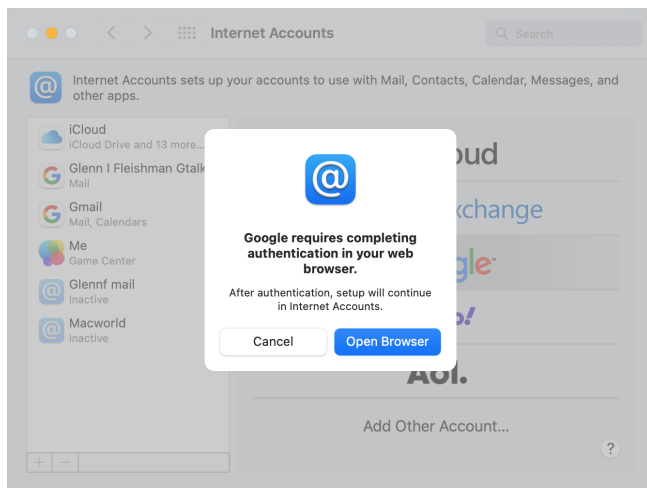 Internet Accounts
Search
Internet Accounts sets up your accounts to use with Mail, Contacts, Calendar, Messages, and
other apps.
iCloud
iCloud Drive and 13 more...
Glenn I Fleishman Gtalk
Mail
Gmail
Mail, Calendars
Me
Game Center
Glennf mail
Inactive
Macworld
Inactive
@
Google requires completing
authentication in your web
browser.
After authentication, setup will continue
in Internet Accounts.
Cancel
Open Browser
oud
xchange
gle
o!
Aol.
Add Other Account...
?
+ −